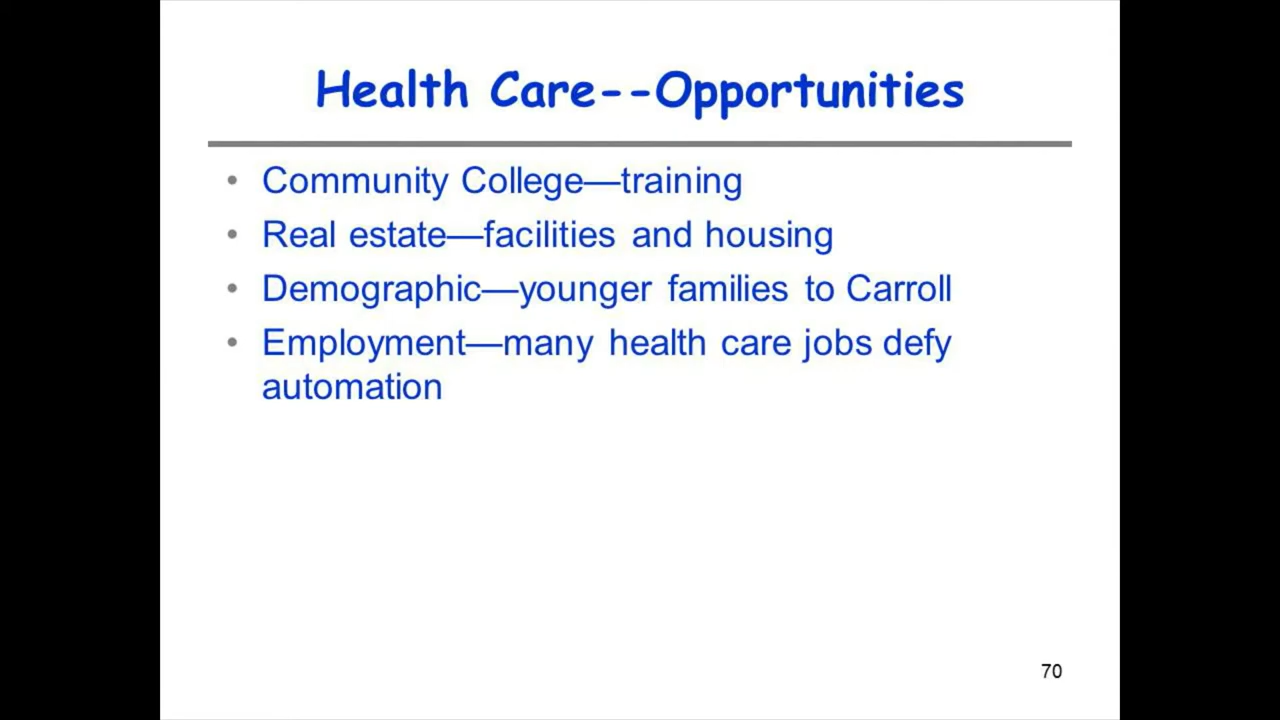 Health Care--Opportunities
• Community College—training
• Real estate—facilities and housing
• Demographic—younger families to Carroll
• Employment—many health care jobs defy
automation
70